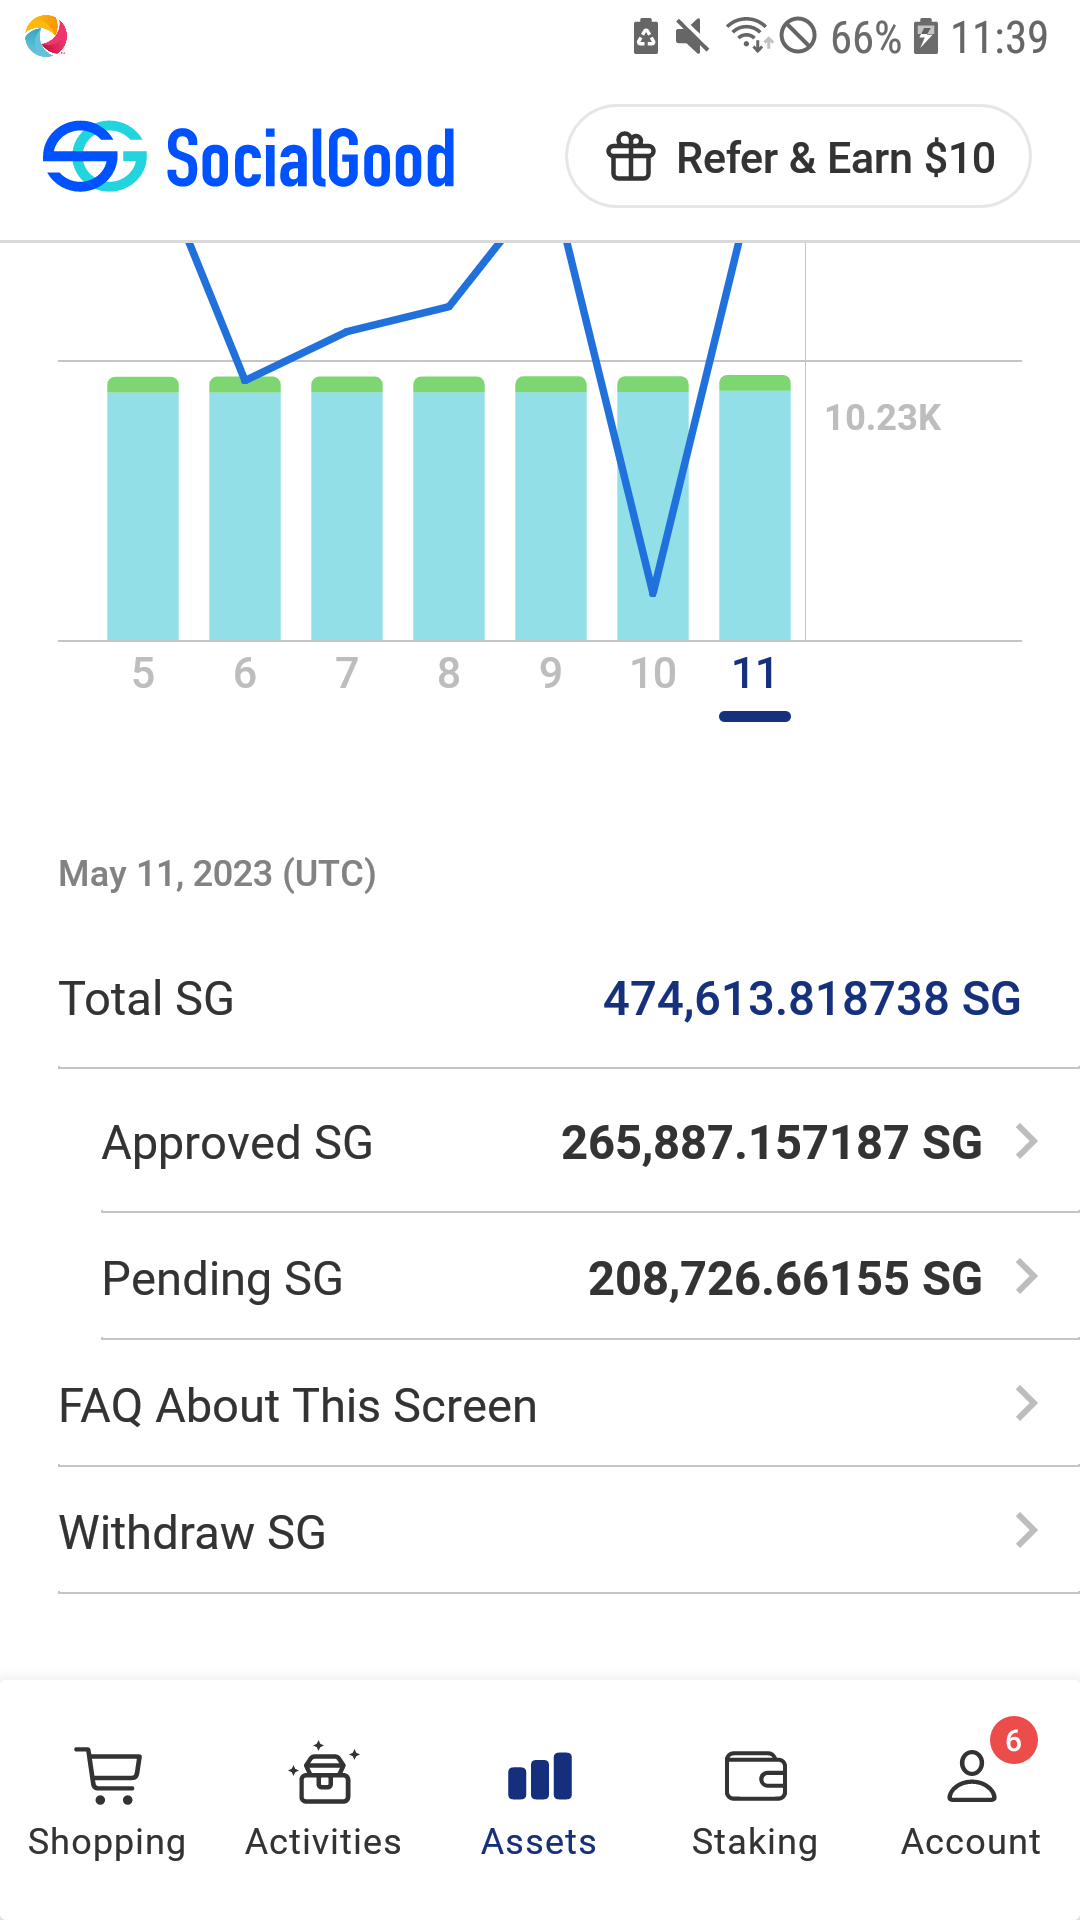 66% 11:39
SocialGood Refer & Earn $10
10.23K
5 6 7 8 9 10 11
May 11, 2023 (UTC)
Total SG 474,613.818738 SG
Approved SG 265,887.157187 SG
Pending SG 208,726.66155 SG
FAQ About This Screen
Withdraw SG
6
Shopping Activities Assets Staking Account